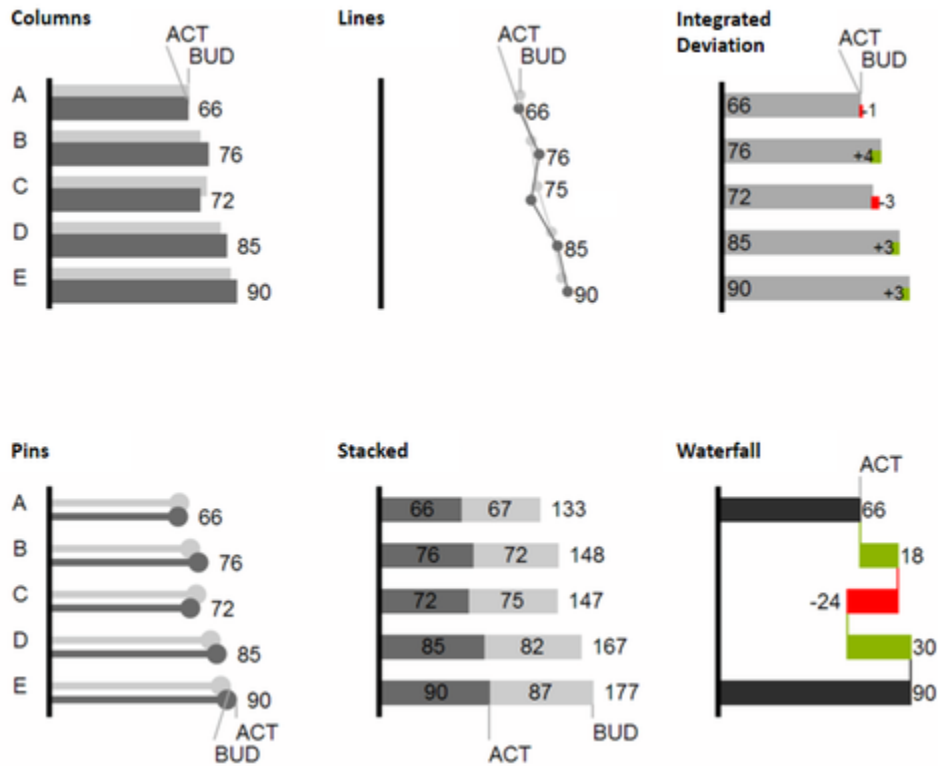 Columns
ACT
BUD
A
66
B
76
C
72
D
85
E
90
Lines
ACT
BUD
66
76
75
85
90
Integrated
Deviation
ACT
BUD
66 -1
76 +4
72 -3
85 +3
90 +3
Pins
A
66
B
76
C
72
D
85
E
90
ACT
BUD
Stacked
66 67 133
76 72 148
72 75 147
85 82 167
90 87 177
BUD
ACT
Waterfall
ACT
66
18
-24
30
90